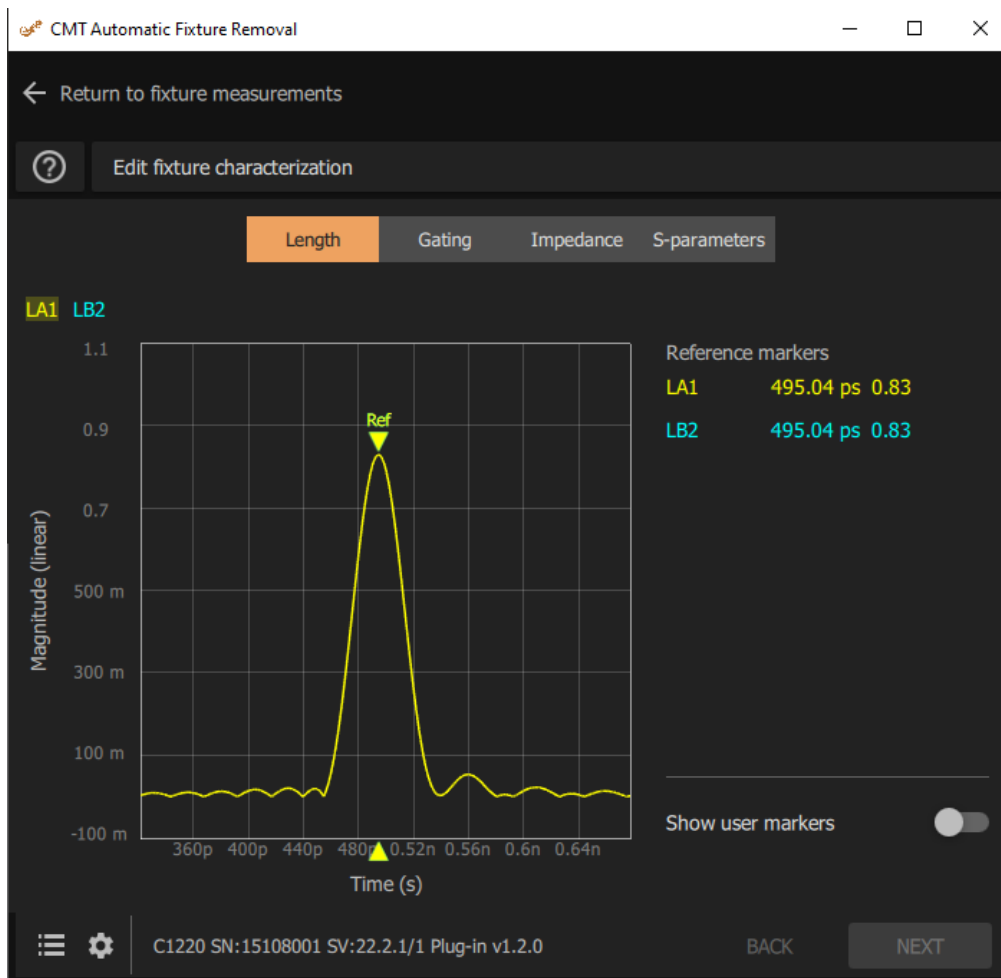 CMT Automatic Fixture Removal
Return to fixture measurements
Edit fixture characterization
Length Gating Impedance S-parameters
LA1 LB2
Reference markers
LA1 495.04 ps 0.83
LB2 495.04 ps 0.83
Magnitude (linear)
1.1
0.9
0.7
500 m
300 m
100 m
-100 m
Ref
360p 400p 440p 480p 0.52n 0.56n 0.6n 0.64n
Time (s)
Show user markers
C1220 SN:15108001 SV:22.2.1/1 Plug-in v1.2.0
BACK NEXT